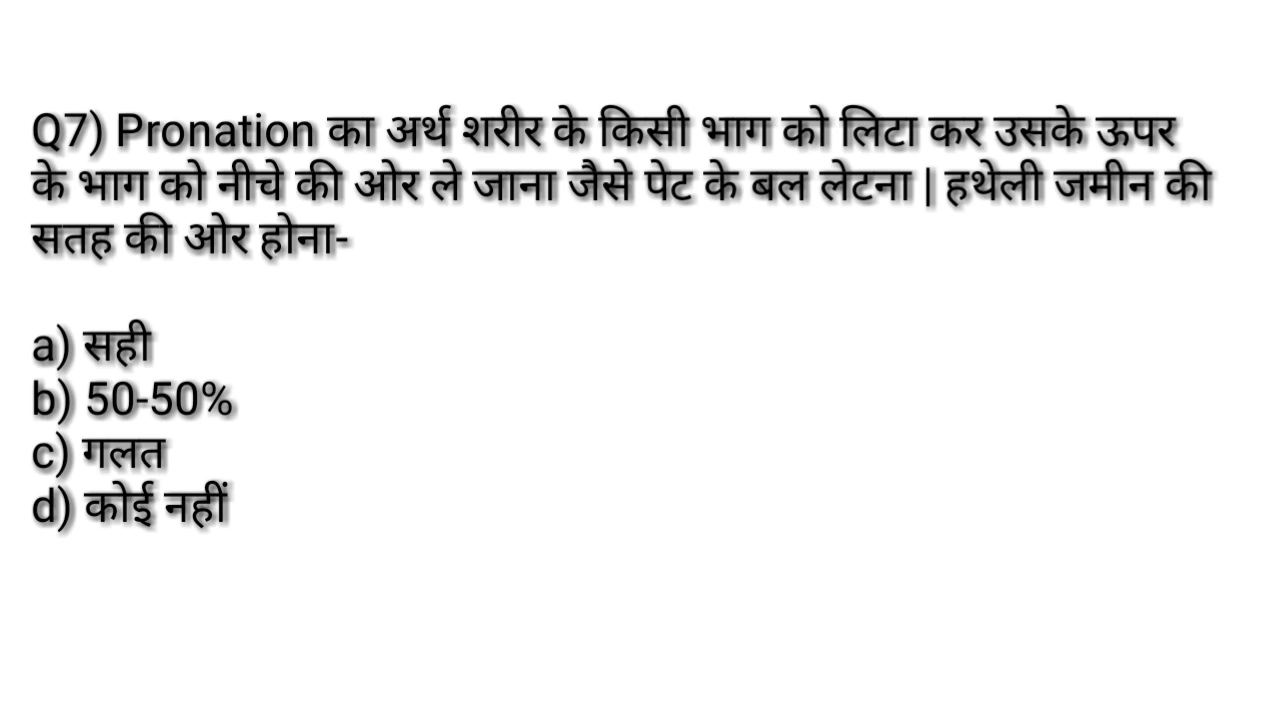 Q7) Pronation का अर्थ शरीर के किसी भाग को लिटा कर उसके ऊपर
के भाग को नीचे की ओर ले जाना जैसे पेट के बल लेटना | हथेली जमीन की
सतह की ओर होना-
a) सही
b) 50-50%
c) गलत
d) कोई नहीं